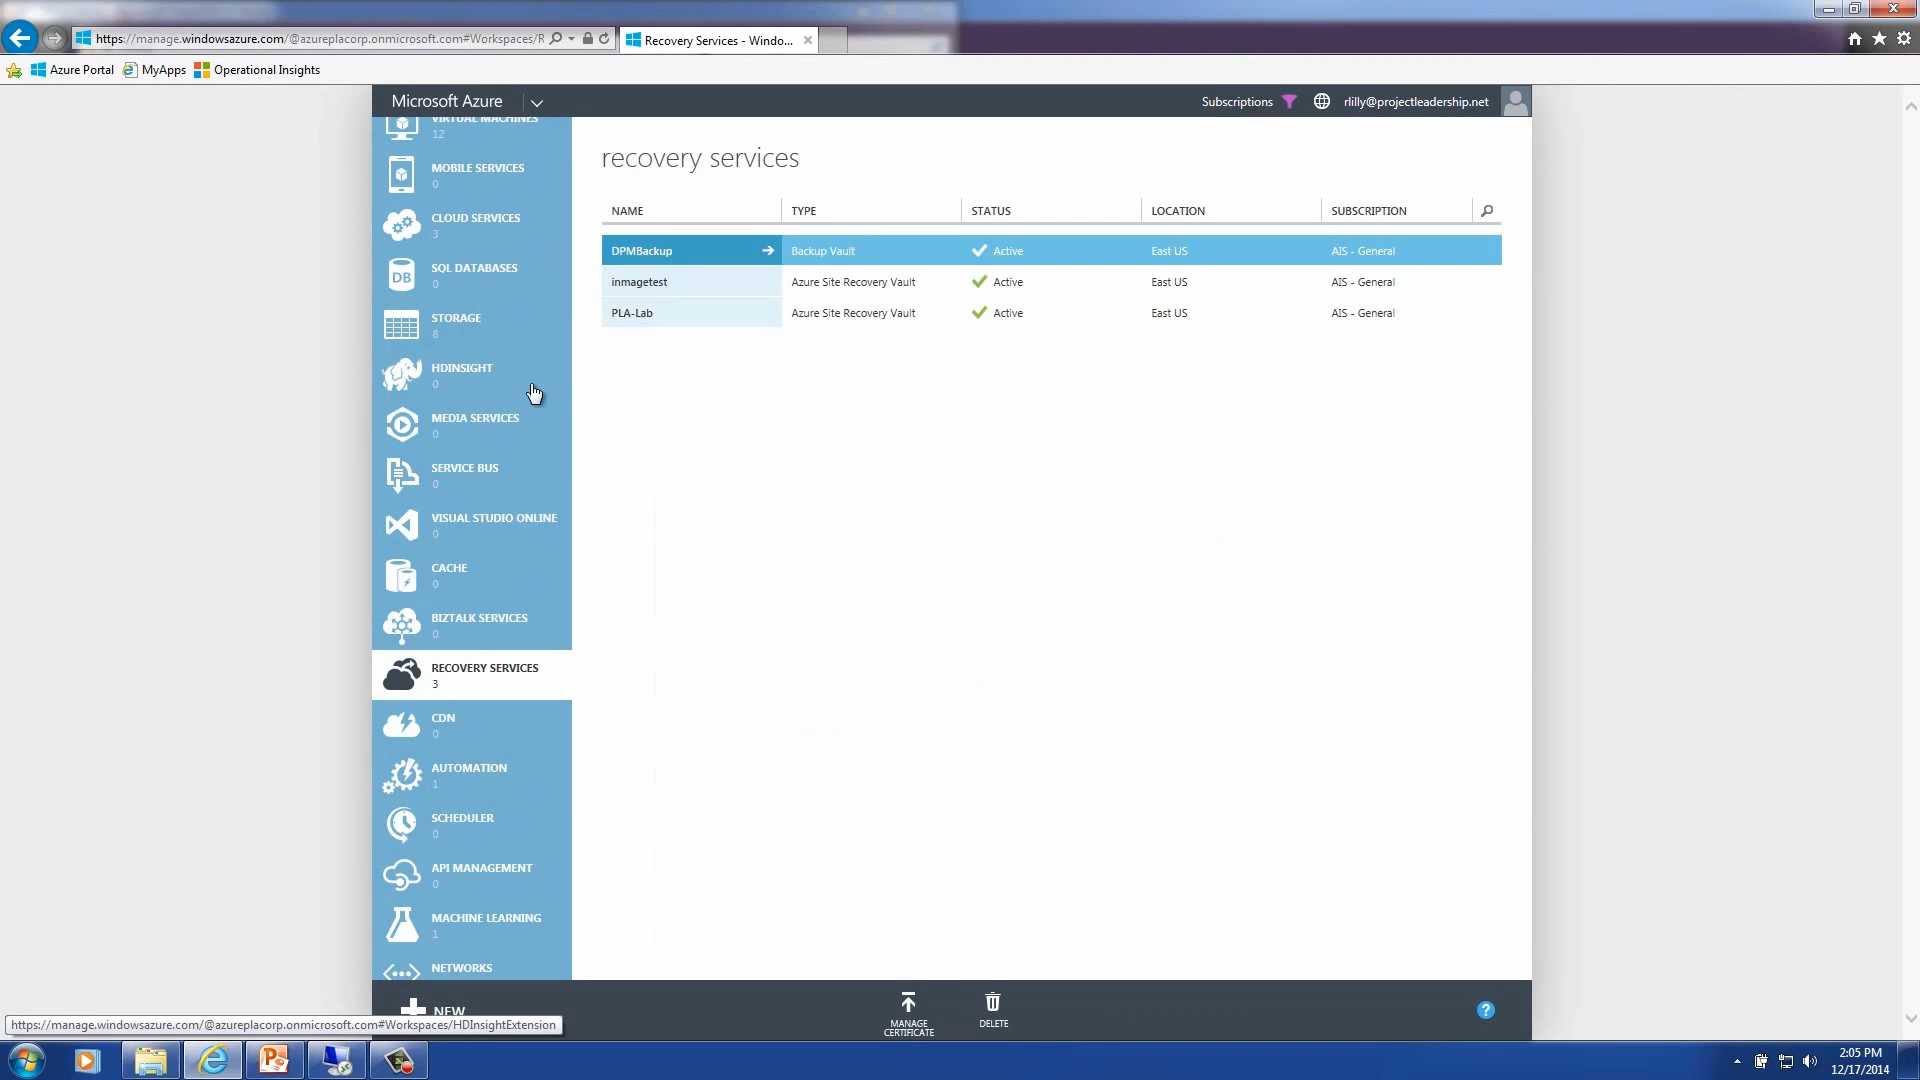 https://manage.windowsazure.com/@azureplacorp.onmicrosoft.com#Workspaces/R
Recovery Services - Windo...
Azure Portal
MyApps
Operational Insights
Microsoft Azure
Subscriptions
rlilly@projectleadership.net
VIRTUAL MACHINES
12
MOBILE SERVICES
0
CLOUD SERVICES
3
SQL DATABASES
0
DB
STORAGE
8
HDINSIGHT
0
MEDIA SERVICES
0
SERVICE BUS
0
VISUAL STUDIO ONLINE
0
CACHE
0
BIZTALK SERVICES
0
RECOVERY SERVICES
3
CDN
0
AUTOMATION
1
SCHEDULER
0
API MANAGEMENT
0
MACHINE LEARNING
1
NETWORKS
recovery services
NAME TYPE STATUS LOCATION SUBSCRIPTION
DPMBackup Backup Vault Active East US AIS - General
inmagetest Azure Site Recovery Vault Active East US AIS - General
PLA-Lab Azure Site Recovery Vault Active East US AIS - General
NEW
MANAGE
CERTIFICATE
DELETE
?
https://manage.windowsazure.com/@azureplacorp.onmicrosoft.com#Workspaces/HDInsightExtension
2:05 PM
12/17/2014